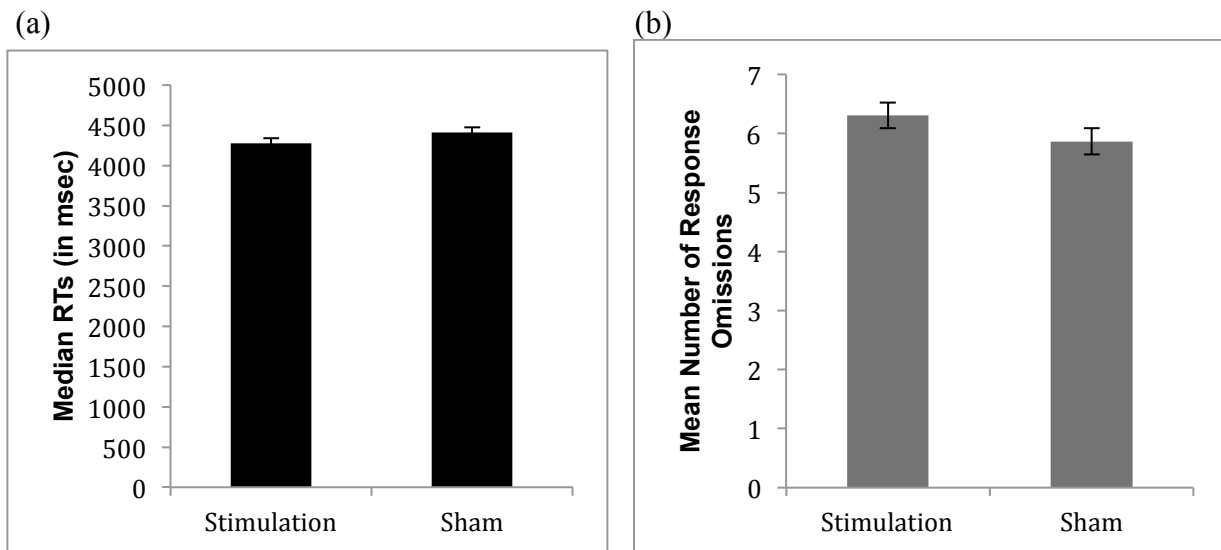 (a)
Median RTs (in msec)
5000
4500
4000
3500
3000
2500
2000
1500
1000
500
0
Stimulation Sham
(b)
Mean Number of Response
Omissions
7
6
5
4
3
2
1
0
Stimulation Sham